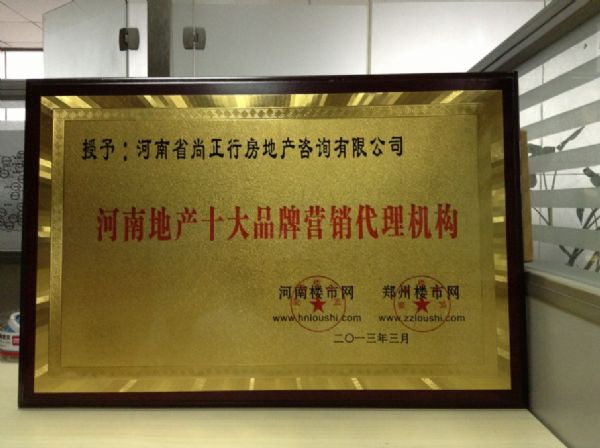 授予：河南省尚正行房地产咨询有限公司
河南地产十大品牌营销代理机构
河南楼市网 郑州楼市网
www.hnloushi.com www.zzloushi.com
二〇一三年三月